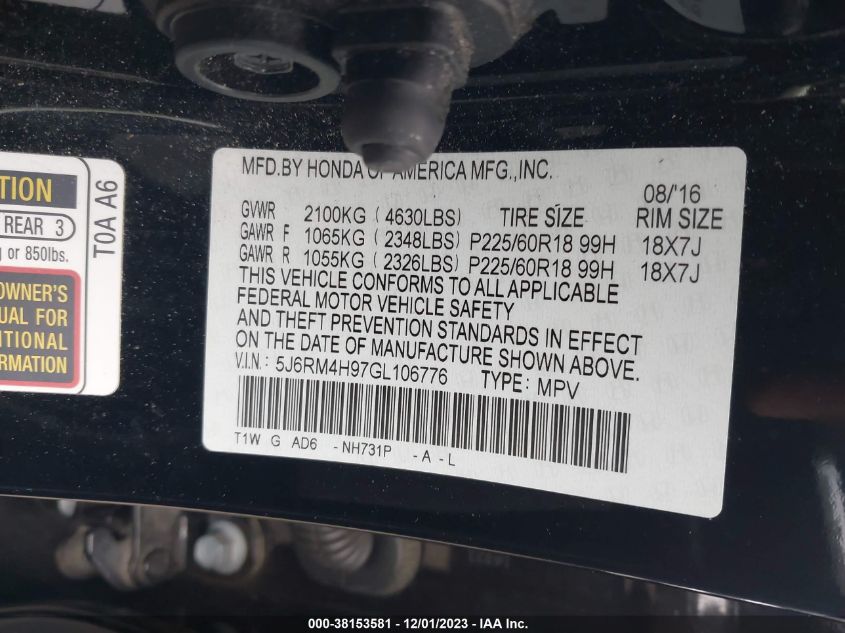 TION
REAR 3
g or 850lbs.
OWNER'S
UAL FOR
ITIONAL
ORMATION
T0A A6
MFD.BY HONDA OF AMERICA MFG.,INC.
08/'16
GVWR 2100KG (4630LBS) TIRE SIZE RIM SIZE
GAWR F 1065KG (2348LBS) P225/60R18 99H 18X7J
GAWR R 1055KG (2326LBS) P225/60R18 99H 18X7J
THIS VEHICLE CONFORMS TO ALL APPLICABLE
FEDERAL MOTOR VEHICLE SAFETY
AND THEFT PREVENTION STANDARDS IN EFFECT
ON THE DATE OF MANUFACTURE SHOWN ABOVE.
V.I.N.: 5J6RM4H97GL106776 TYPE: MPV
T1W G AD6 -NH731P -A-L
000-38153581 - 12/01/2023 - IAA Inc.